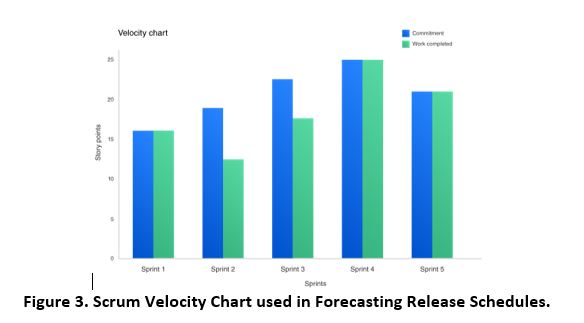 Velocity chart
Commitment
Work completed
25
20
15
10
5
0
Story points
Sprint 1 Sprint 2 Sprint 3 Sprint 4 Sprint 5
Sprints
Figure 3. Scrum Velocity Chart used in Forecasting Release Schedules.